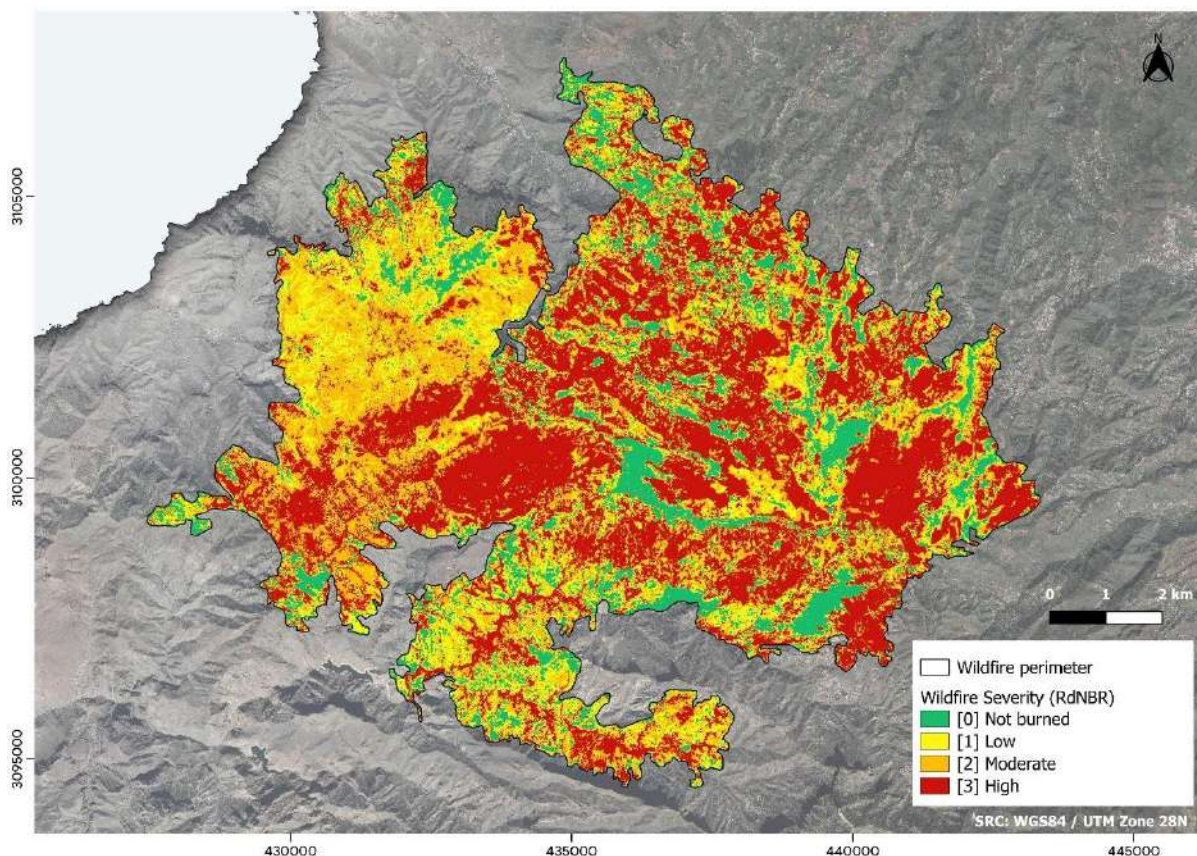 N
3105000
3100000
3095000
0 1 2 km
Wildfire perimeter
Wildfire Severity (RdNBR)
[0] Not burned
[1] Low
[2] Moderate
[3] High
SRC: WGS84 / UTM Zone 28N
430000 435000 440000 445000